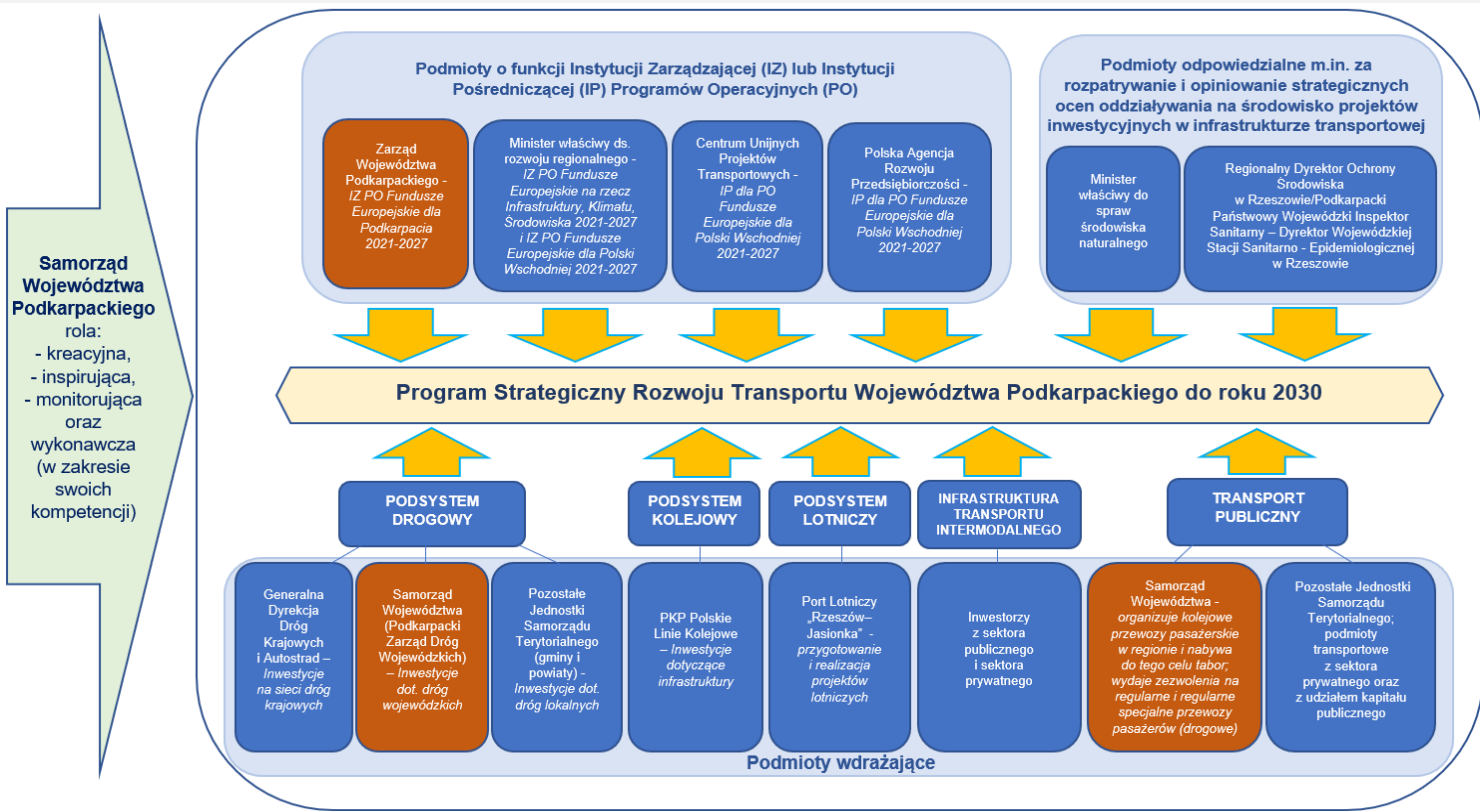 Samorząd
Województwa
Podkarpackiego
rola:
- kreacyjna,
- inspirująca,
- monitorująca
oraz
wykonawcza
(w zakresie
swoich
kompetencji)
Podmioty o funkcji Instytucji Zarządzającej (IZ) lub Instytucji
Pośredniczącej (IP) Programów Operacyjnych (PO)
Zarząd
Województwa
Podkarpackiego -
IZ PO Fundusze
Europejskie dla
Podkarpacia
2021-2027
Minister właściwy ds.
rozwoju regionalnego -
IZ PO Fundusze
Europejskie na rzecz
Infrastruktury, Klimatu,
Środowiska 2021-2027
i IZ PO Fundusze
Europejskie dla Polski
Wschodniej 2021-2027
Centrum Unijnych
Projektów
Transportowych -
IP dla PO
Fundusze
Europejskie dla
Polski Wschodniej
2021-2027
Polska Agencja
Rozwoju
Przedsiębiorczości -
IP dla PO Fundusze
Europejskie dla
Polski Wschodniej
2021-2027
Podmioty odpowiedzialne m.in. za
rozpatrywanie i opiniowanie strategicznych
ocen oddziaływania na środowisko projektów
inwestycyjnych w infrastrukturze transportowej
Minister
właściwy do
spraw
środowiska
naturalnego
Regionalny Dyrektor Ochrony
Środowiska
w Rzeszowie/Podkarpacki
Państwowy Wojewódzki Inspektor
Sanitarny – Dyrektor Wojewódzkiej
Stacji Sanitarno - Epidemiologicznej
w Rzeszowie
Program Strategiczny Rozwoju Transportu Województwa Podkarpackiego do roku 2030
PODSYSTEM
DROGOWY
PODSYSTEM
KOLEJOWY
PODSYSTEM
LOTNICZY
INFRASTRUKTURA
TRANSPORTU
INTERMODALNEGO
TRANSPORT
PUBLICZNY
Generalna
Dyrekcja
Dróg
Krajowych
i Autostrad –
Inwestycje
na sieci dróg
krajowych
Samorząd
Województwa
(Podkarpacki
Zarząd Dróg
Wojewódzkich)
– Inwestycje
dot. dróg
wojewódzkich
Pozostałe
Jednostki
Samorządu
Terytorialnego
(gminy i
powiaty) -
Inwestycje dot.
dróg lokalnych
PKP Polskie
Linie Kolejowe
– Inwestycje
dotyczące
infrastruktury
Port Lotniczy
„Rzeszów–
Jasionka” -
przygotowanie
i realizacja
projektów
lotniczych
Inwestorzy
z sektora
publicznego
i sektora
prywatnego
Samorząd
Województwa -
organizuje kolejowe
przewozy pasażerskie
w regionie i nabywa
do tego celu tabor;
wydaje zezwolenia na
regularne i regularne
specjalne przewozy
pasażerów (drogowe)
Pozostałe Jednostki
Samorządu
Terytorialnego;
podmioty
transportowe
z sektora
prywatnego oraz
z udziałem kapitału
publicznego
Podmioty wdrażające